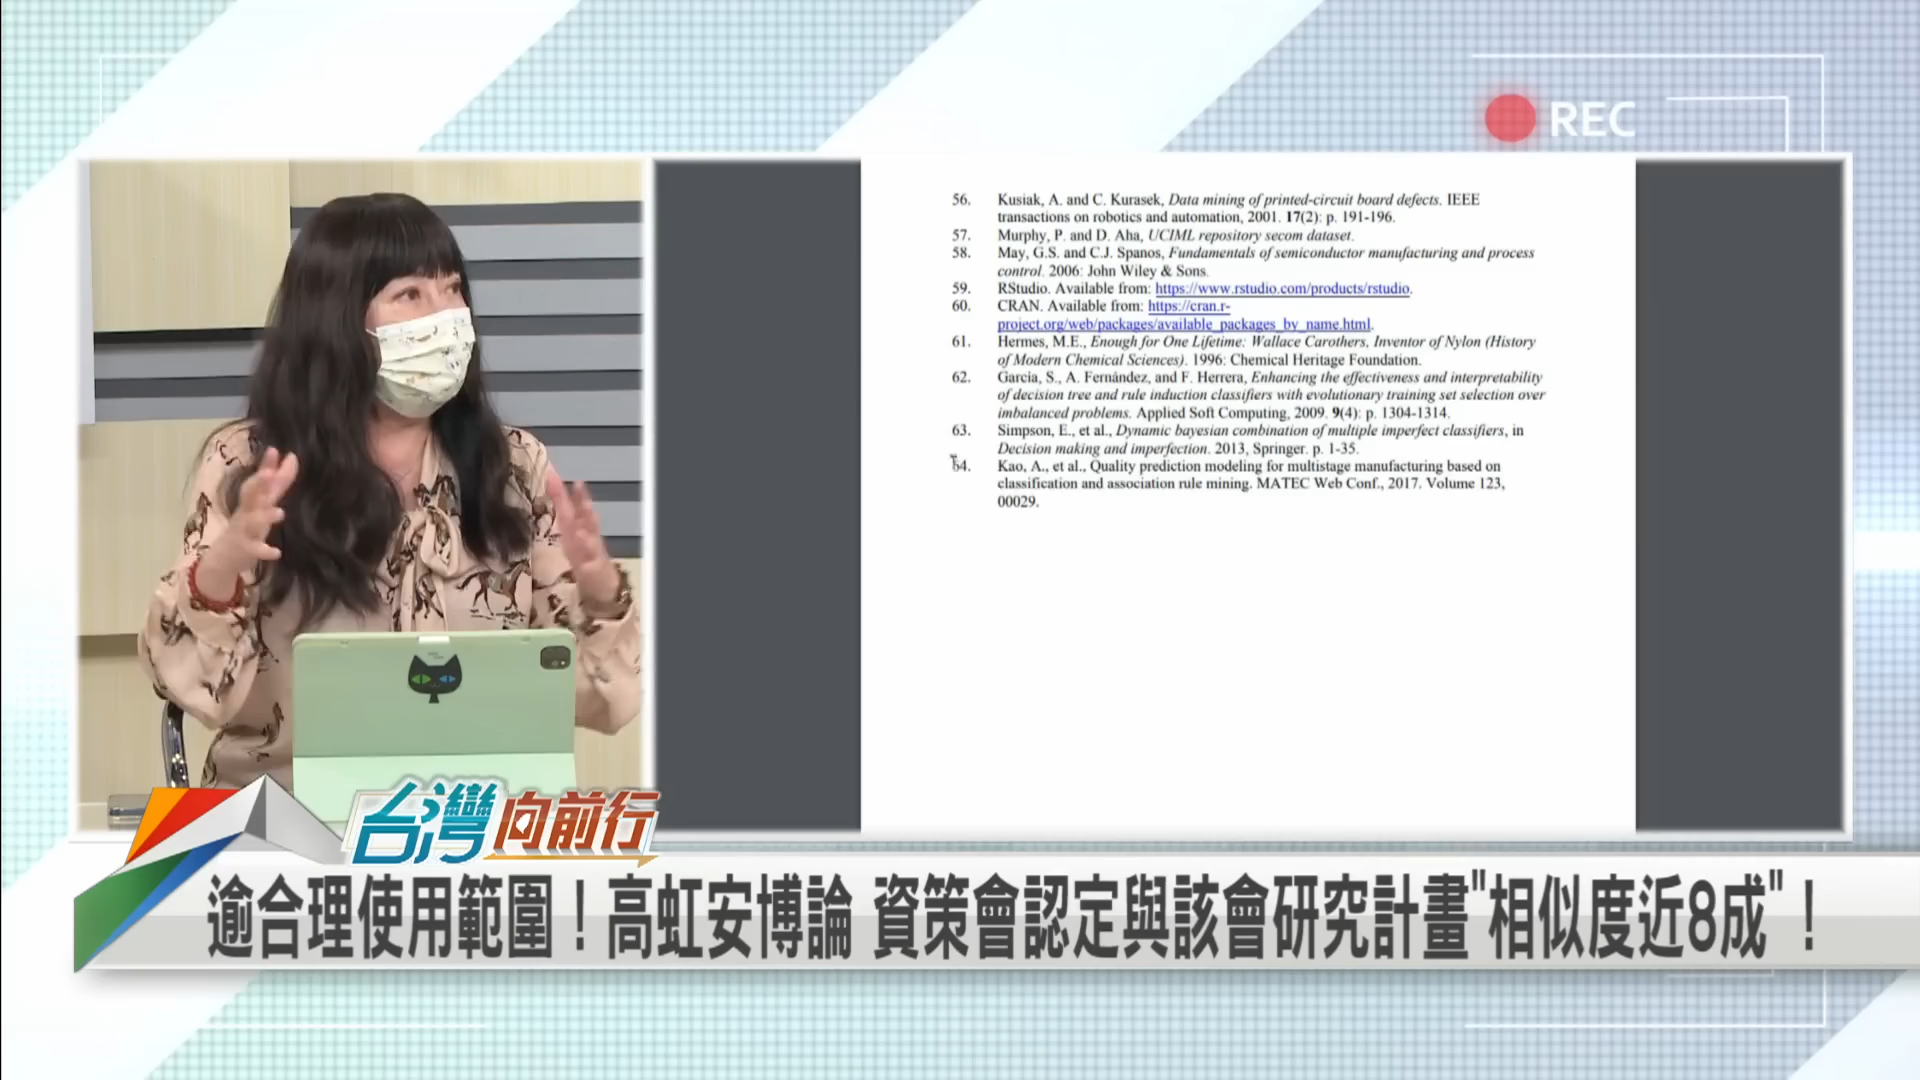 REC
56. Kusiak, A. and C. Kurasek, Data mining of printed-circuit board defects. IEEE
transactions on robotics and automation, 2001. 17(2): p. 191-196.
57. Murphy, P. and D. Aha, UCIML repository secom dataset.
58. May, G.S. and C.J. Spanos, Fundamentals of semiconductor manufacturing and process
control. 2006: John Wiley & Sons.
59. RStudio. Available from: https://www.rstudio.com/products/rstudio.
60. CRAN. Available from: https://cran.r-
project.org/web/packages/available_packages_by_name.html.
61. Hermes, M.E., Enough for One Lifetime: Wallace Carothers, Inventor of Nylon (History
of Modern Chemical Sciences). 1996: Chemical Heritage Foundation.
62. García, S., A. Fernández, and F. Herrera, Enhancing the effectiveness and interpretability
of decision tree and rule induction classifiers with evolutionary training set selection over
imbalanced problems. Applied Soft Computing, 2009. 9(4): p. 1304-1314.
63. Simpson, E., et al., Dynamic bayesian combination of multiple imperfect classifiers, in
Decision making and imperfection. 2013, Springer. p. 1-35.
64. Kao, A., et al., Quality prediction modeling for multistage manufacturing based on
classification and association rule mining. MATEC Web Conf., 2017. Volume 123,
00029.
台灣向前行
逾合理使用範圍！高虹安博論 資策會認定與該會研究計畫"相似度近8成"！